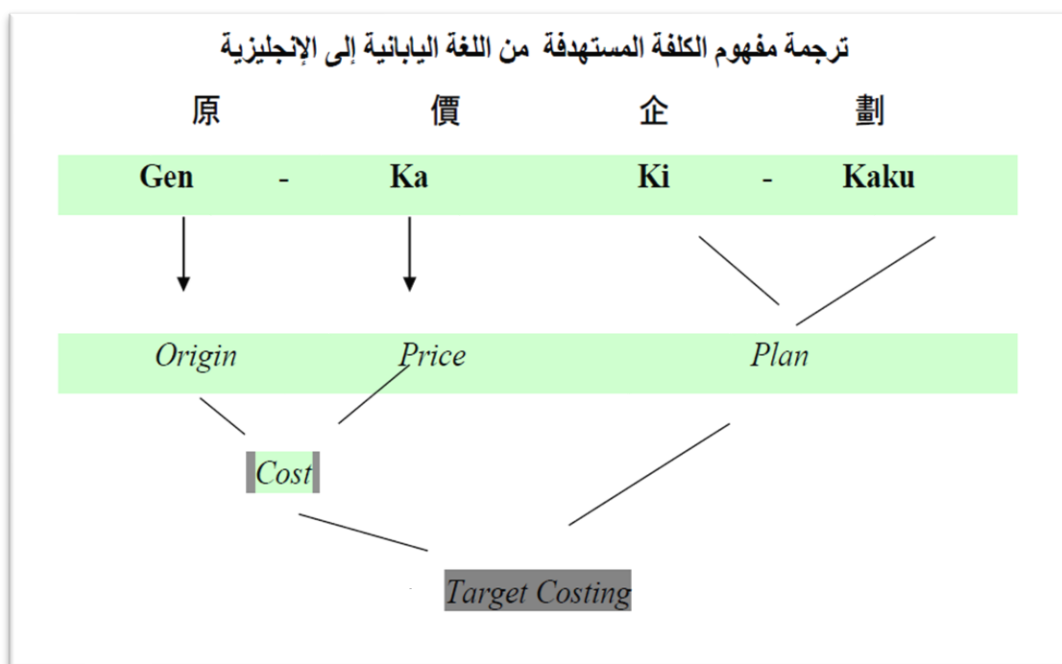 ترجمة مفهوم الكلفة المستهدفة من اللغة اليابانية إلى الإنجليزية
原 價 企 劃
Gen - Ka Ki - Kaku
Origin Price Plan
Cost
Target Costing